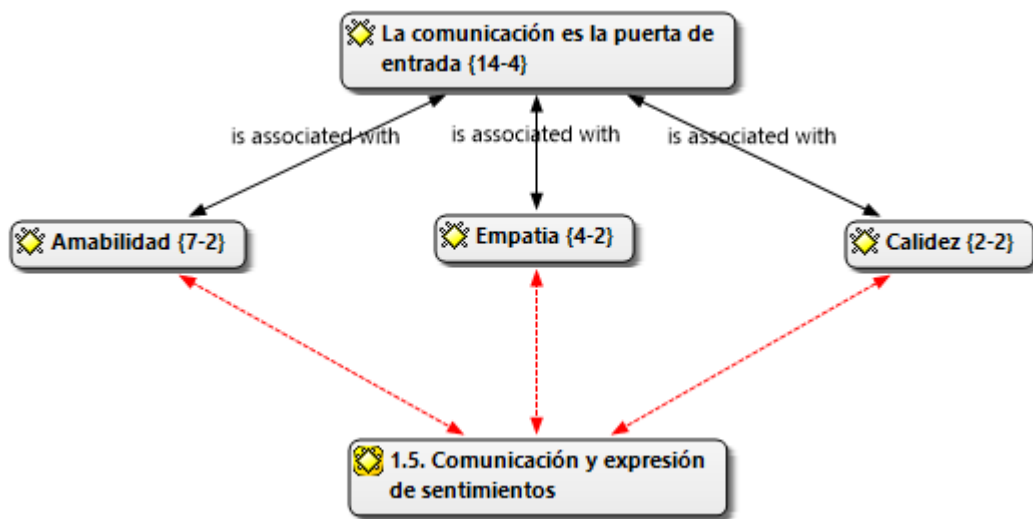 La comunicación es la puerta de
entrada {14-4}
is associated with
is associated with
is associated with
Amabilidad {7-2}
Empatia {4-2}
Calidez {2-2}
1.5. Comunicación y expresión
de sentimientos